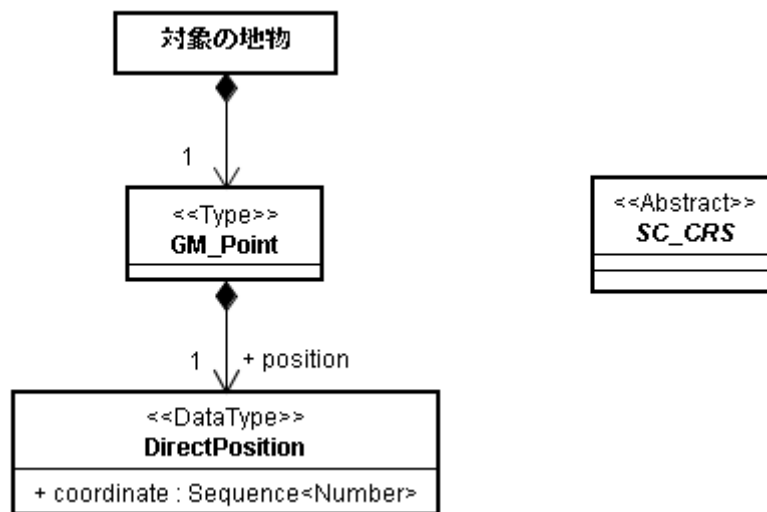 対象の地物
1
<<Type>>
GM_Point
<<Abstract>>
SC_CRS
1
+ position
<<DataType>>
DirectPosition
+ coordinate : Sequence<Number>